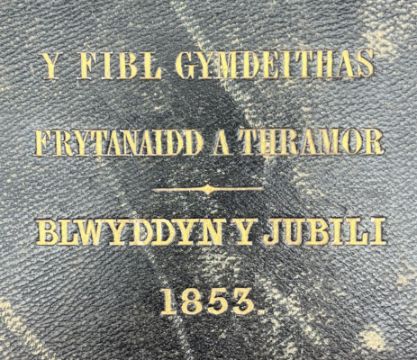 Y FIBL GYMDEITHAS
FRYTANAIDD A THRAMOR
BLWYDDYN Y JUBILI
1853.